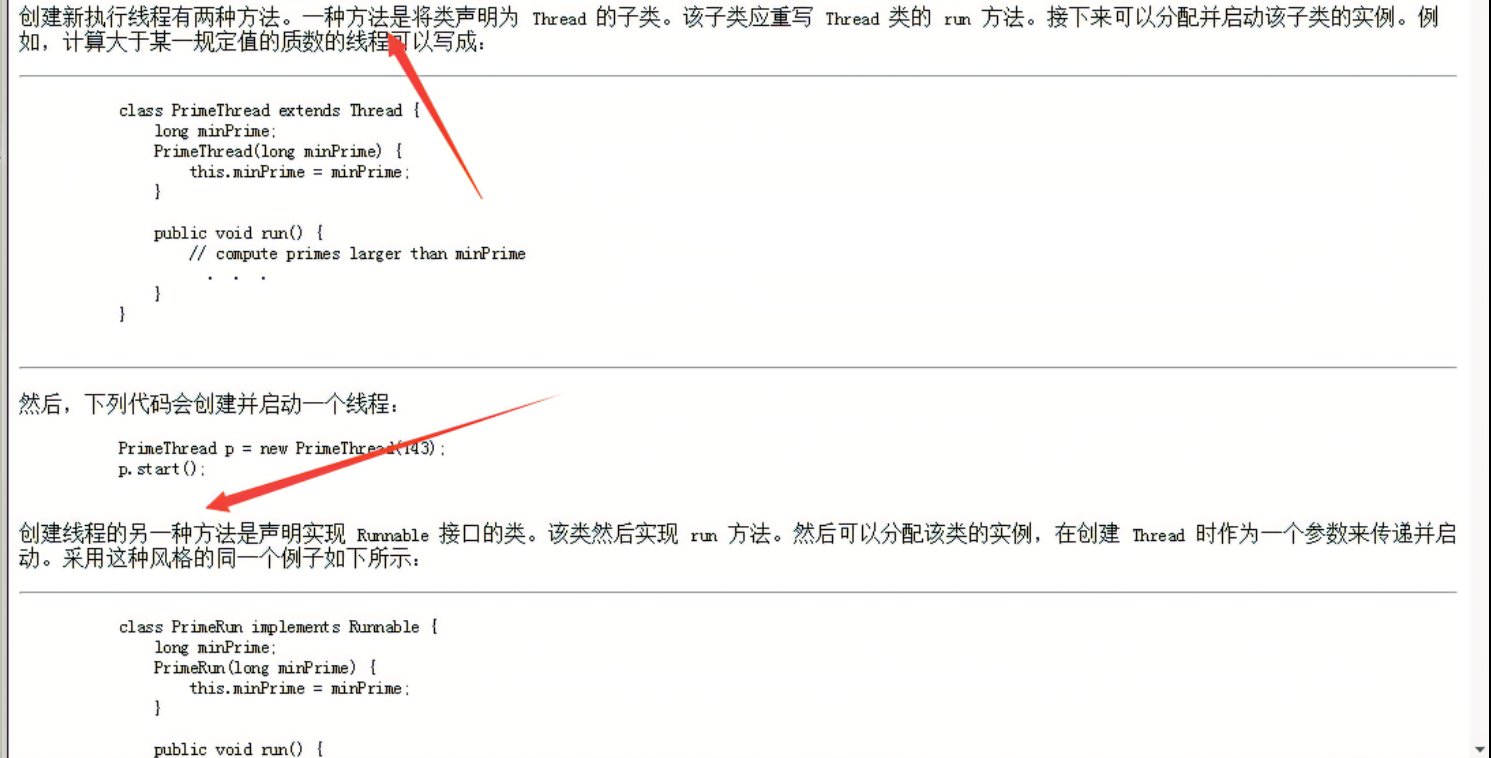 创建新执行线程有两种方法。一种方法是将类声明为 Thread 的子类。该子类应重写 Thread 类的 run 方法。接下来可以分配并启动该子类的实例。例
如，计算大于某一规定值的质数的线程可以写成：
class PrimeThread extends Thread {
long minPrime;
PrimeThread(long minPrime) {
this.minPrime = minPrime;
}
public void run() {
// compute primes larger than minPrime
. . .
}
}
然后，下列代码会创建并启动一个线程：
PrimeThread p = new PrimeThread(143);
p.start();
创建线程的另一种方法是声明实现 Runnable 接口的类。该类然后实现 run 方法。然后可以分配该类的实例，在创建 Thread 时作为一个参数来传递并启
动。采用这种风格的同一个例子如下所示：
class PrimeRun implements Runnable {
long minPrime;
PrimeRun(long minPrime) {
this.minPrime = minPrime;
}
public void run() {